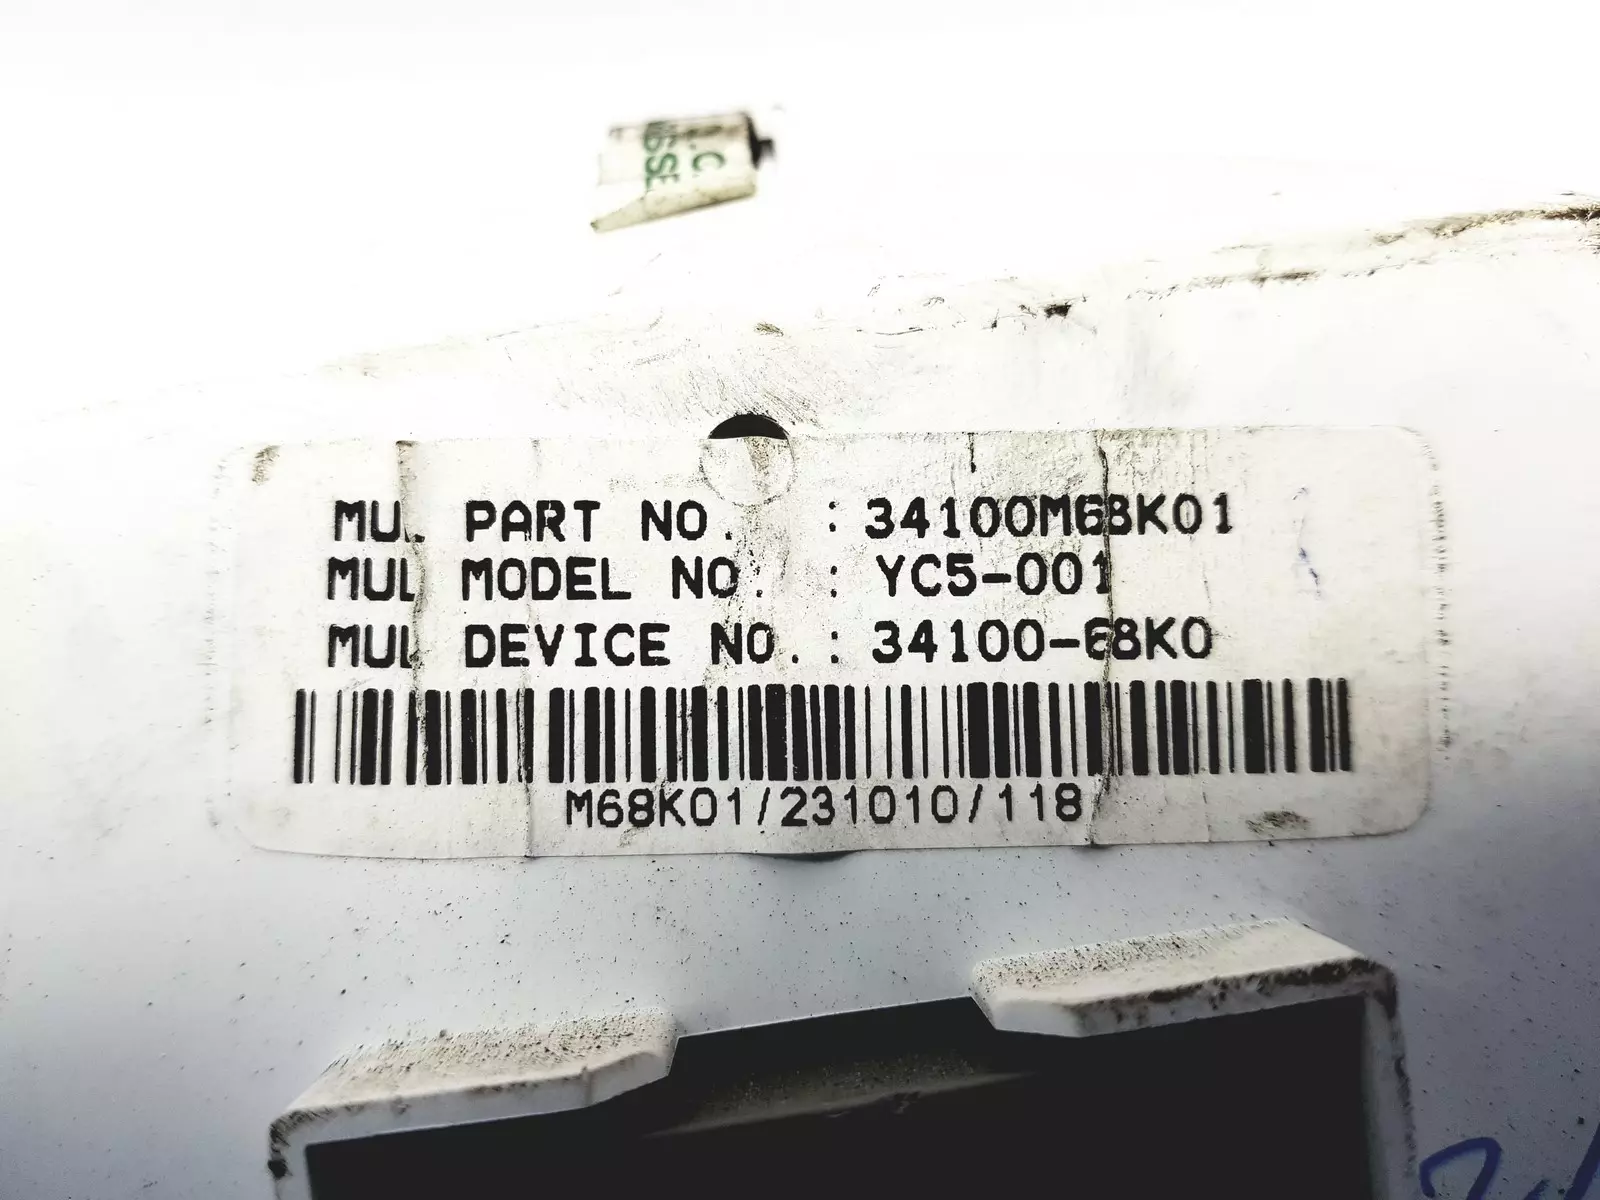 MUL PART NO. : 34100M68K01
MUL MODEL NO. : YC5-001
MUL DEVICE NO. : 34100-68K0
M68K01/231010/118